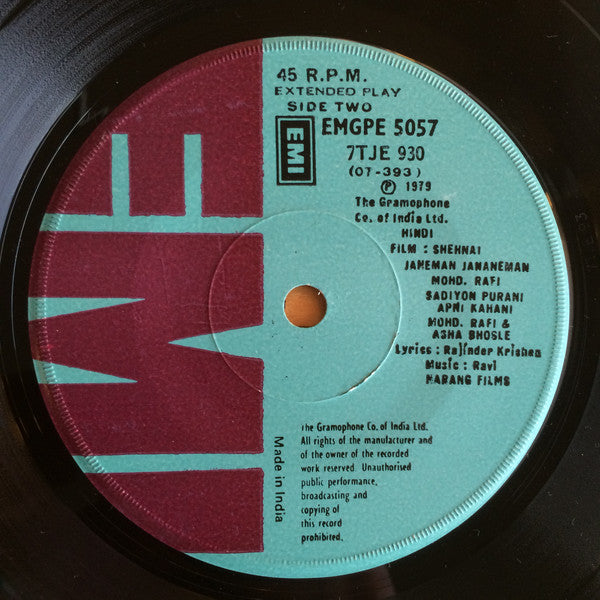 45 R.P.M.
EXTENDED PLAY
SIDE TWO
EMI
EMGPE 5057
7TJE 930
(07-393)
℗ 1979
The Gramophone
Co. of India Ltd.
HINDI
FILM : SHEHNAI
JANEMAN JANANEMAN
MOHD. RAFI
SADIYON PURANI
APNI KAHANI
MOHD. RAFI &
ASHA BHOSLE
Lyrics : Rajinder Krishna
Music : Ravi
NARANG FILMS
The Gramophone Co. of India Ltd.
All rights of the manufacturer and
of the owner of the recorded
work reserved. Unauthorised
public performance,
broadcasting and
copying of
this record
prohibited.
Made in India
EMI